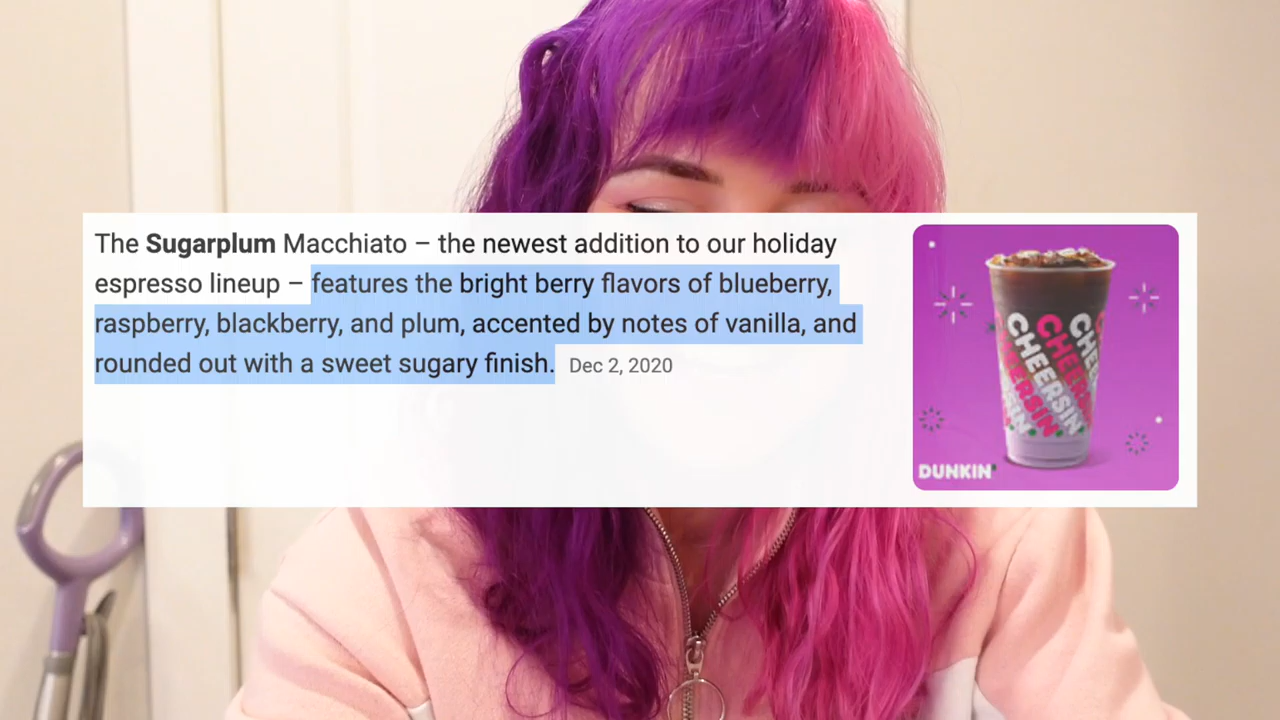 The Sugarplum Macchiato – the newest addition to our holiday
espresso lineup – features the bright berry flavors of blueberry,
raspberry, blackberry, and plum, accented by notes of vanilla, and
rounded out with a sweet sugary finish. Dec 2, 2020
CHEERSIN'
CHEERSIN'
DUNKIN'